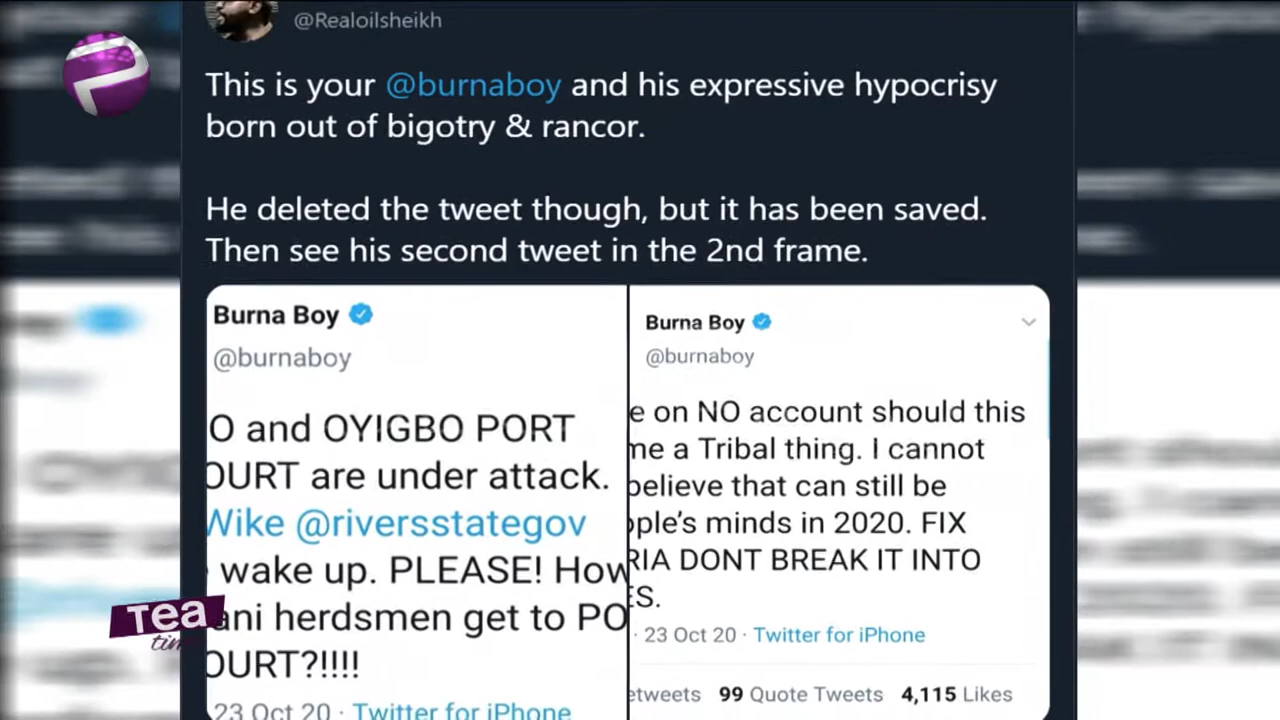 @Realoilsheikh
This is your @burnaboy and his expressive hypocrisy
born out of bigotry & rancor.
He deleted the tweet though, but it has been saved.
Then see his second tweet in the 2nd frame.
Burna Boy
@burnaboy
O and OYIGBO PORT
OURT are under attack.
Wike @riversstategov
wake up. PLEASE! How
ani herdsmen get to PO
OURT?!!!!
23 Oct 20 · Twitter for iPhone
Burna Boy
@burnaboy
e on NO account should this
me a Tribal thing. I cannot
believe that can still be
ople's minds in 2020. FIX
RIA DONT BREAK IT INTO
ES.
· 23 Oct 20 · Twitter for iPhone
etweets 99 Quote Tweets 4,115 Likes
Tea
time